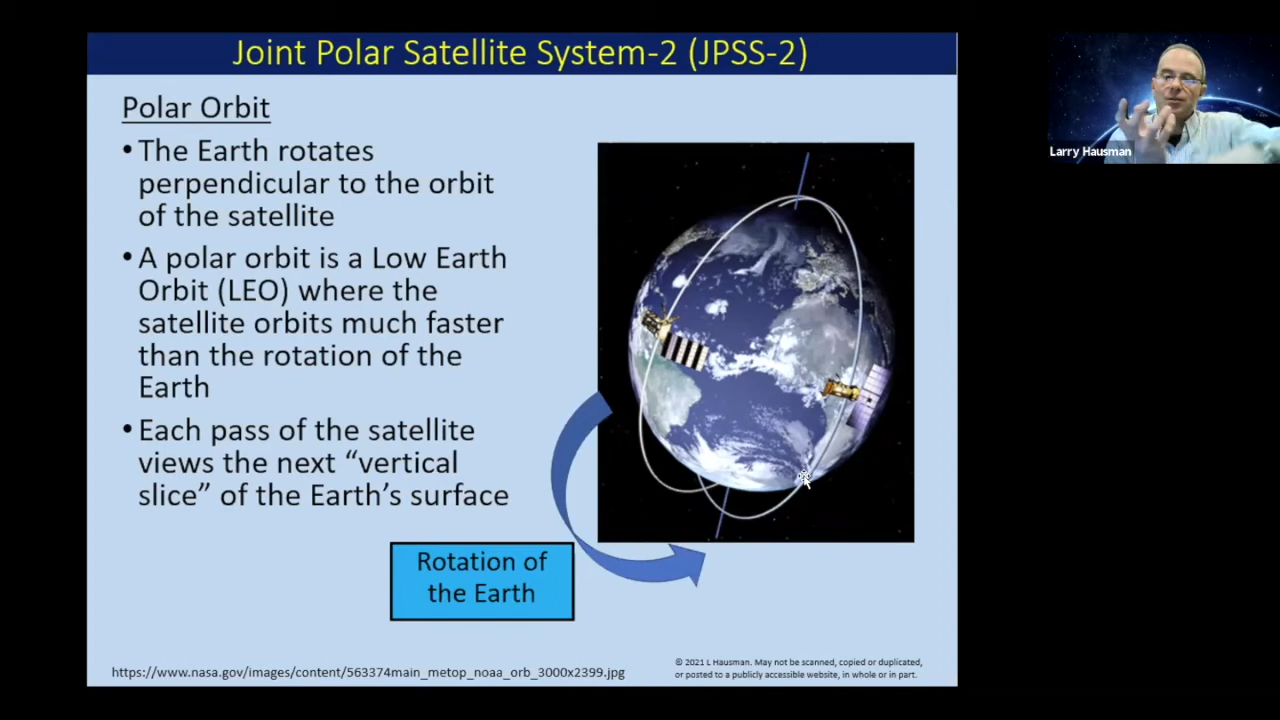 Joint Polar Satellite System-2 (JPSS-2)
Polar Orbit
• The Earth rotates
perpendicular to the orbit
of the satellite
• A polar orbit is a Low Earth
Orbit (LEO) where the
satellite orbits much faster
than the rotation of the
Earth
• Each pass of the satellite
views the next “vertical
slice” of the Earth’s surface
Rotation of
the Earth
https://www.nasa.gov/images/content/563374main_metop_noaa_orb_3000x2399.jpg
© 2021 L Hausman. May not be scanned, copied or duplicated,
or posted to a publicly accessible website, in whole or in part.
Larry Hausman